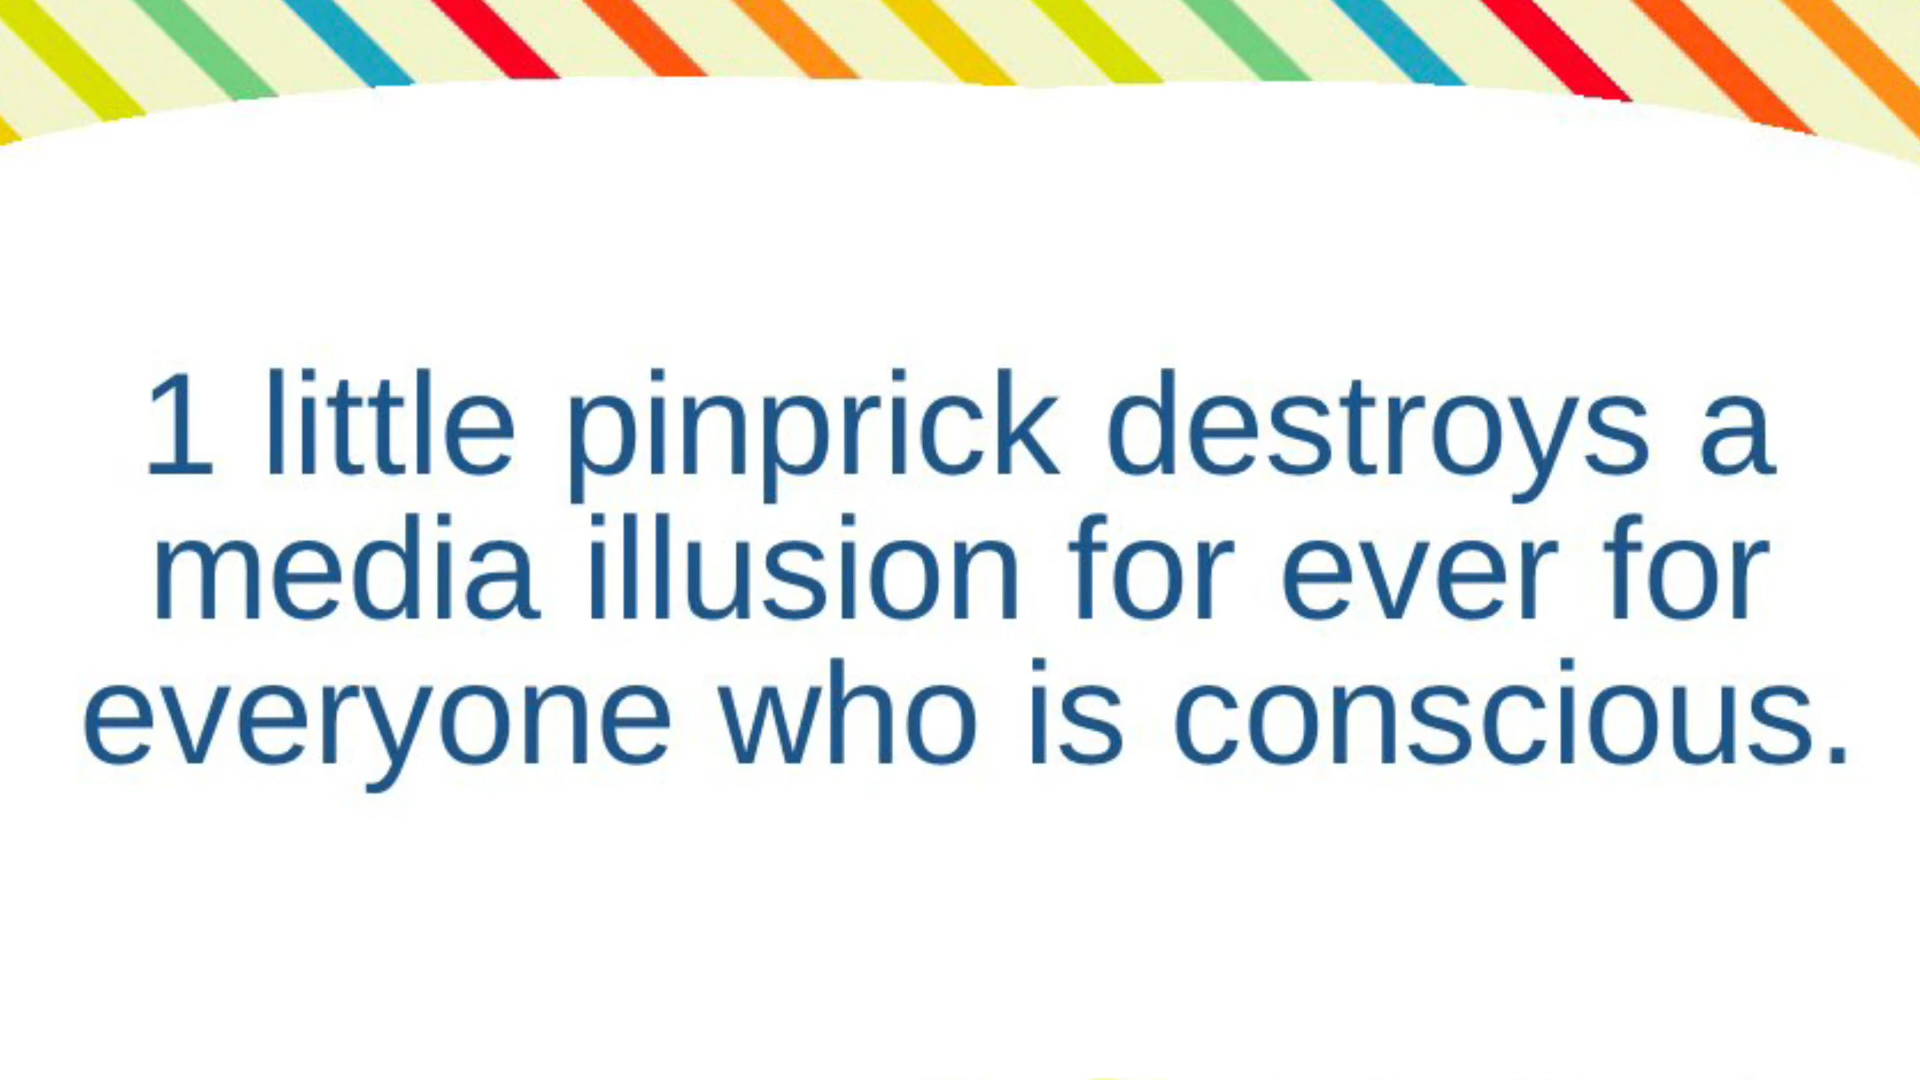 1 little pinprick destroys a
media illusion for ever for
everyone who is conscious.